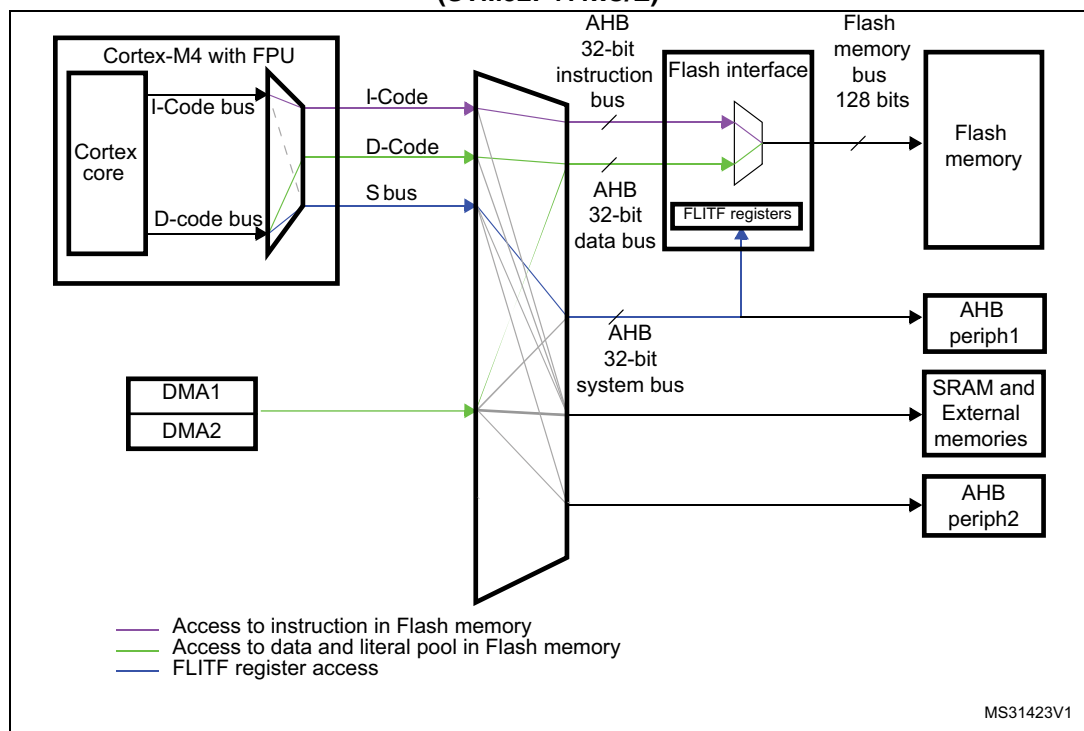 Cortex-M4 with FPU
I-Code bus
Cortex
core
D-code bus
I-Code
D-Code
S bus
AHB
32-bit
instruction
bus
Flash interface
Flash
memory
bus
128 bits
Flash
memory
AHB
32-bit
data bus
FLITF registers
AHB
32-bit
system bus
AHB
periph1
SRAM and
External
memories
AHB
periph2
DMA1
DMA2
Access to instruction in Flash memory
Access to data and literal pool in Flash memory
FLITF register access
MS31423V1